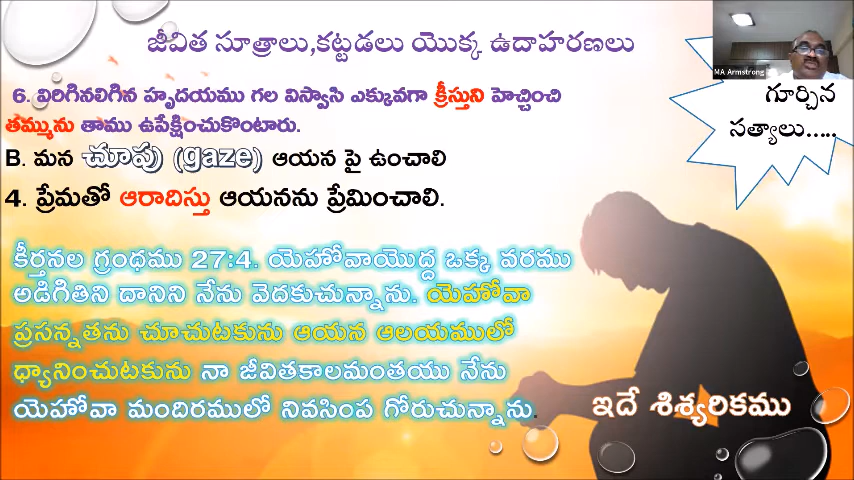 జీవిత సూత్రాలు,కట్టడలు యొక్క ఉదాహరణలు
MA Armstrong
గూర్చిన
సత్యాలు.....
6. విరిగినలిగిన హృదయము గల విస్వాసి ఎక్కువగా క్రీస్తుని హెచ్చించి
తమ్మును తాము ఉపేక్షించుకొంటారు.
B. మన చూపు (gaze) ఆయన పై ఉంచాలి
4. ప్రేమతో ఆరాదిస్తు ఆయనను ప్రేమించాలి.
కీర్తనల గ్రంథము 27:4. యెహోవాయొద్ద ఒక్క వరము
అడిగితిని దానిని నేను వెదకుచున్నాను. యెహోవా
ప్రసన్నతను చూచుటకును ఆయన ఆలయములో
ధ్యానించుటకును నా జీవితకాలమంతయు నేను
యెహోవా మందిరములో నివసింప గోరుచున్నాను.
ఇదే శిశ్యరికము